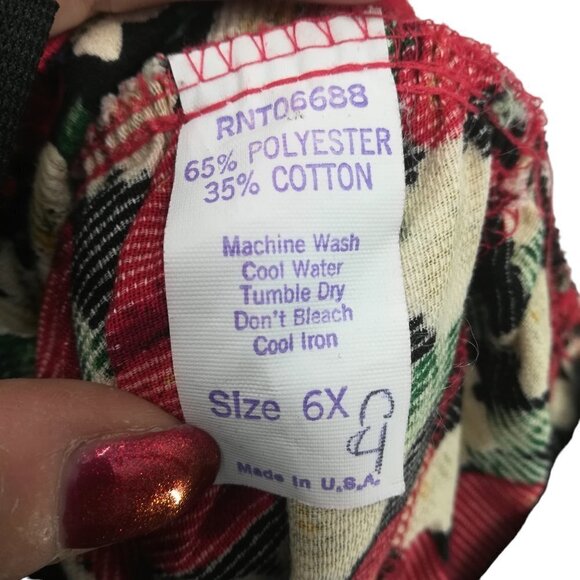 RNT06688
65% POLYESTER
35% COTTON
Machine Wash
Cool Water
Tumble Dry
Don't Bleach
Cool Iron
Size 6X
Made In U.S.A.